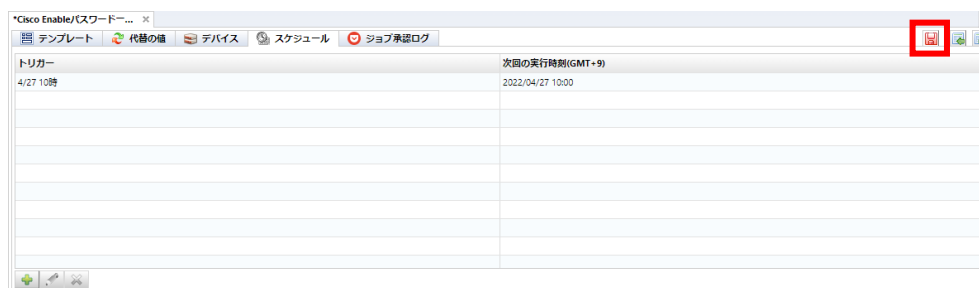 *Cisco Enableパスワードー... ×
テンプレート 代替の値 デバイス スケジュール ジョブ承認ログ
トリガー 次回の実行時刻(GMT+9)
4/27 10時 2022/04/27 10:00